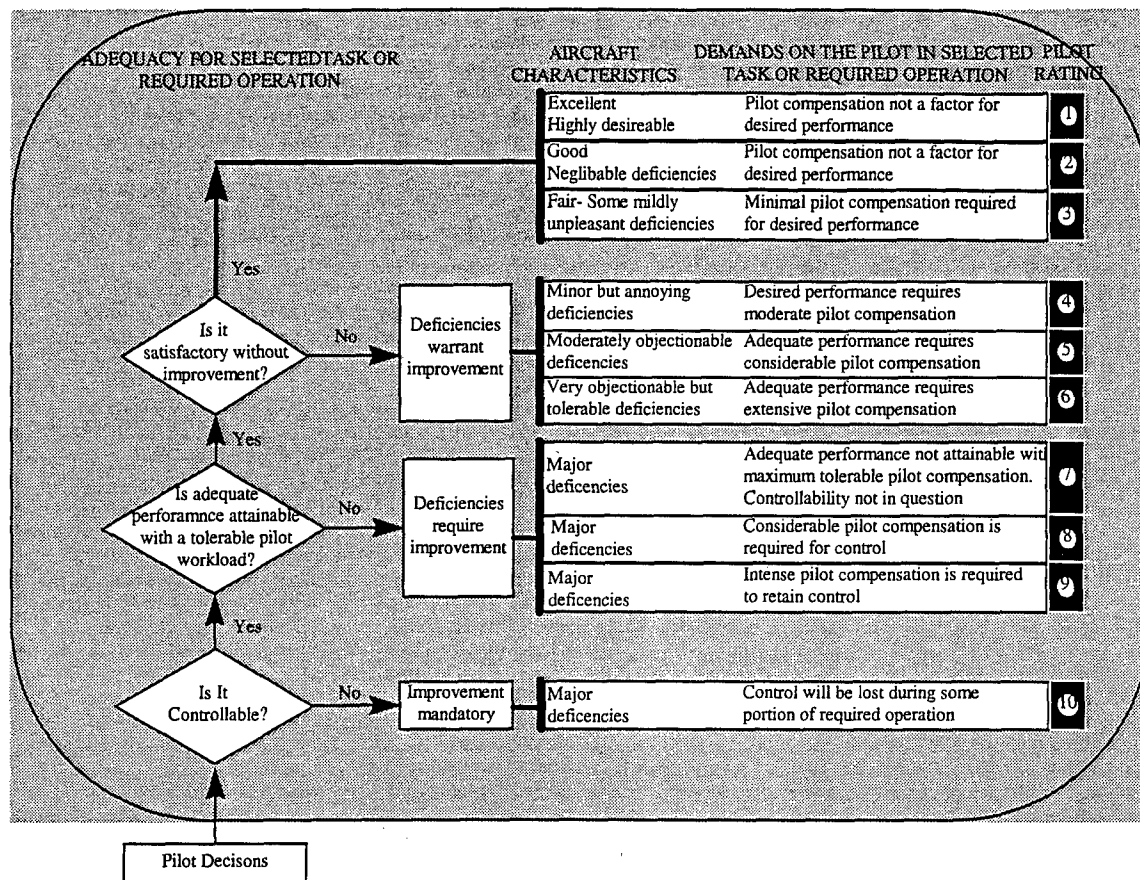 ADEQUACY FOR SELECTEDTASK OR
REQUIRED OPERATION
AIRCRAFT
CHARACTERISTICS
DEMANDS ON THE PILOT IN SELECTED
TASK OR REQUIRED OPERATION
PILOT
RATING
Excellent
Highly desireable
Pilot compensation not a factor for
desired performance
1
Good
Neglibable deficiencies
Pilot compensation not a factor for
desired performance
2
Fair- Some mildly
unpleasant deficiencies
Minimal pilot compensation required
for desired performance
3
Yes
Is it
satisfactory without
improvement?
No
Deficiencies
warrant
improvement
Minor but annoying
deficiencies
Desired performance requires
moderate pilot compensation
4
Moderately objectionable
deficencies
Adequate performance requires
considerable pilot compensation
5
Very objectionable but
tolerable deficiencies
Adequate performance requires
extensive pilot compensation
6
Yes
Is adequate
perforamnce attainable
with a tolerable pilot
workload?
No
Deficiencies
require
improvement
Major
deficencies
Adequate performance not attainable with
maximum tolerable pilot compensation.
Controllability not in question
7
Major
deficencies
Considerable pilot compensation is
required for control
8
Major
deficencies
Intense pilot compensation is required
to retain control
9
Yes
Is It
Controllable?
No
Improvement
mandatory
Major
deficencies
Control will be lost during some
portion of required operation
10
Pilot Decisons